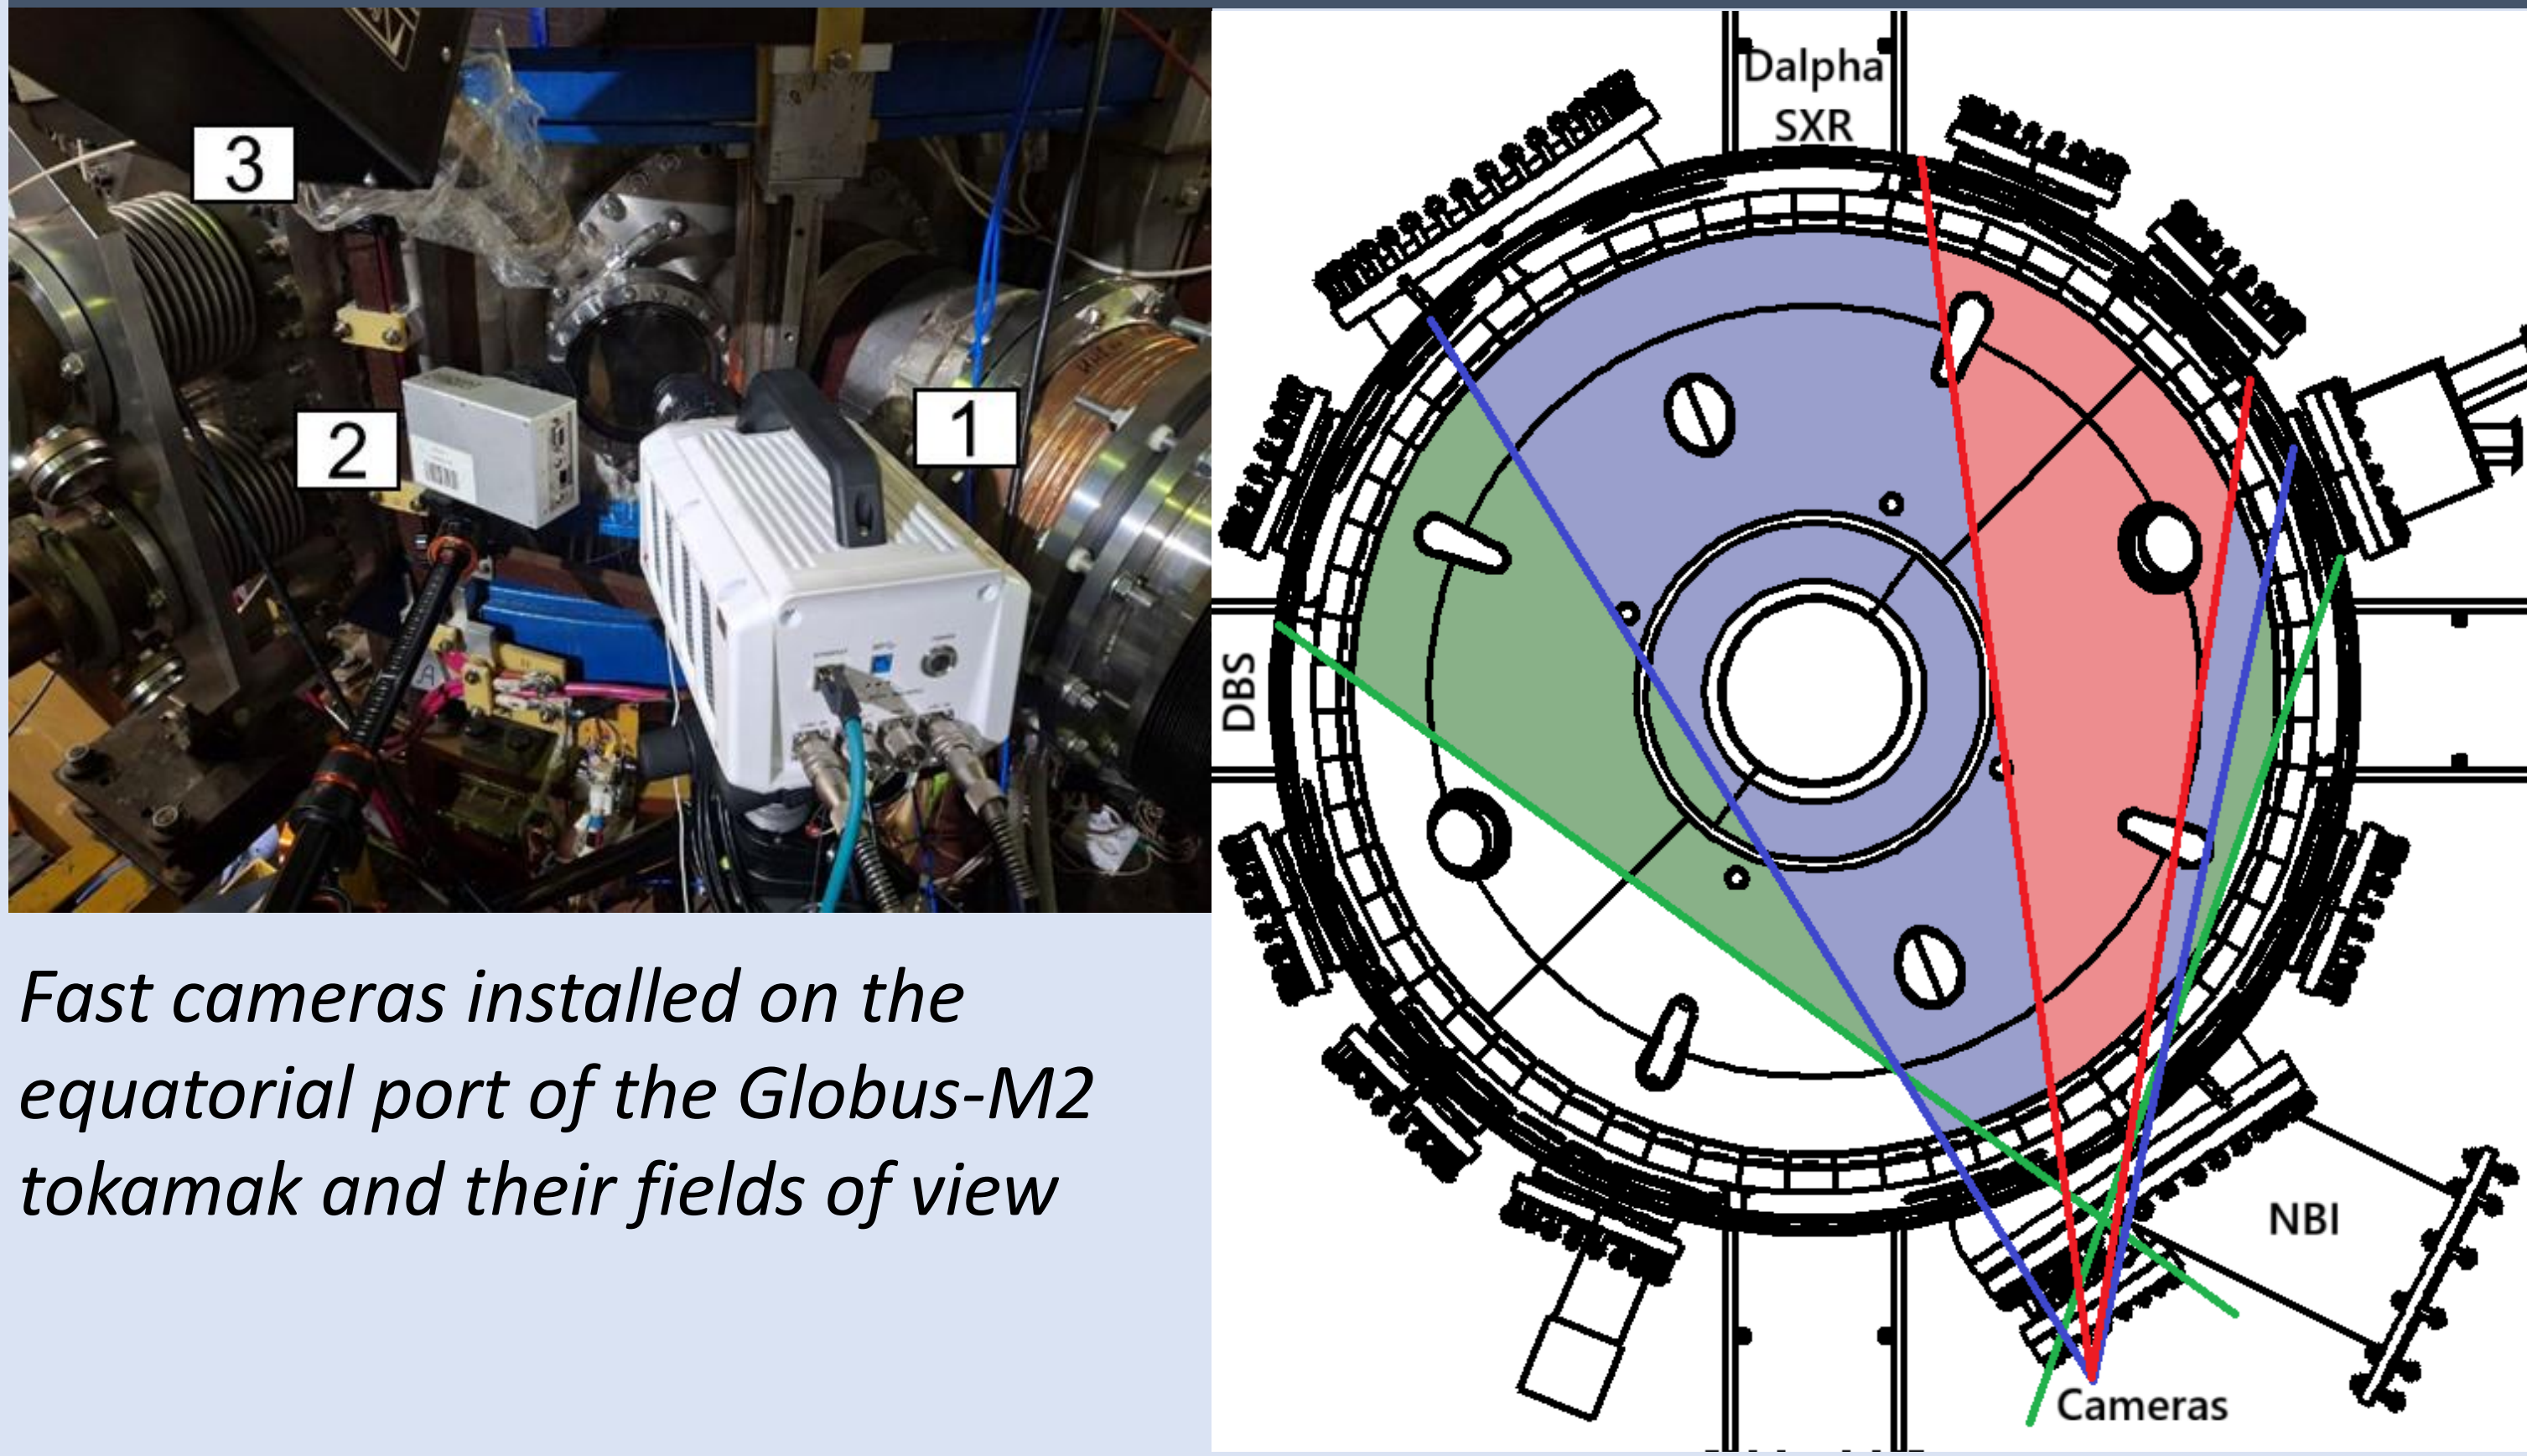 3
2
1
Dalpha
SXR
DBS
NBI
Cameras
Fast cameras installed on the
equatorial port of the Globus-M2
tokamak and their fields of view